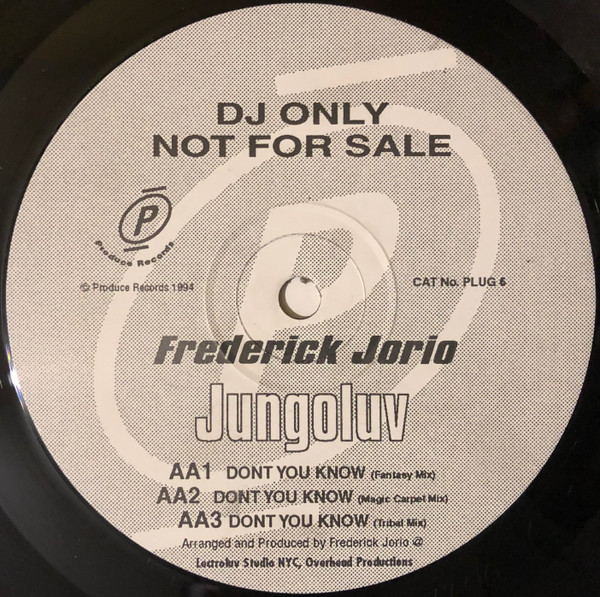 DJ ONLY
NOT FOR SALE
P
Produce Records
© Produce Records 1994
CAT No. PLUG 6
Frederick Jorio
Jungoluv
AA1 DONT YOU KNOW (Fantasy Mix)
AA2 DONT YOU KNOW (Magic Carpet Mix)
AA3 DONT YOU KNOW (Tribal Mix)
Arranged and Produced by Frederick Jorio @
Lectroluv Studio NYC, Overhead Productions